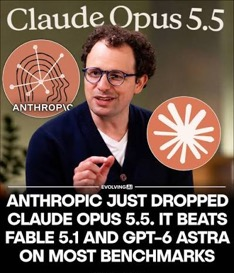 Claude Opus 5.5
ANTHROP\C
EVOLVING AI
ANTHROPIC JUST DROPPED
CLAUDE OPUS 5.5. IT BEATS
FABLE 5.1 AND GPT-6 ASTRA
ON MOST BENCHMARKS